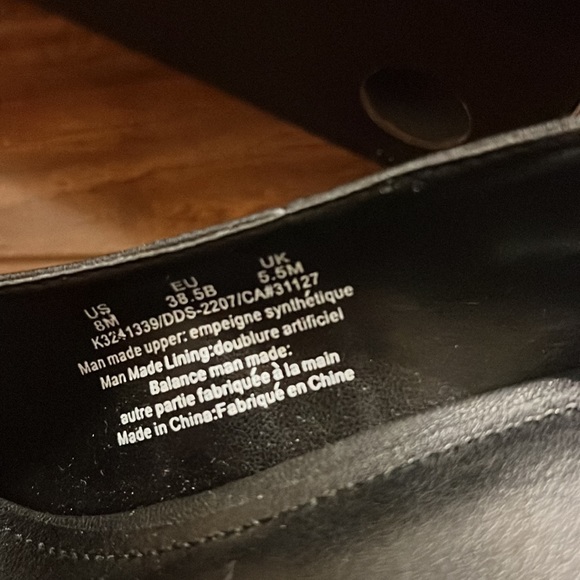 US EU UK
8M 38.5B 5.5M
K3241339/DDS-2207/CA#31127
Man made upper: empeigne synthétique
Man Made Lining:doublure artificiel
Balance man made:
autre partie fabriquée à la main
Made in China:Fabriqué en Chine